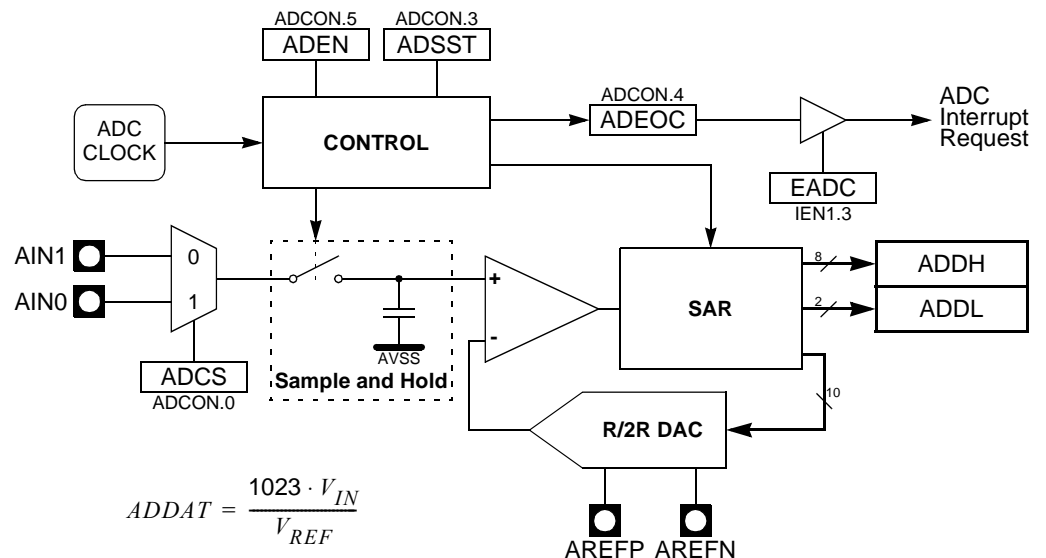 ADCON.5
ADEN
ADCON.3
ADSST
ADC
CLOCK
CONTROL
ADCON.4
ADEOC
ADC
Interrupt
Request
EADC
IEN1.3
AIN1
AIN0
0
1
ADCS
ADCON.0
AVSS
Sample and Hold
+
-
SAR
8
2
ADDH
ADDL
10
R/2R DAC
AREFP
AREFN
ADDAT = 1023 · VIN / VREF